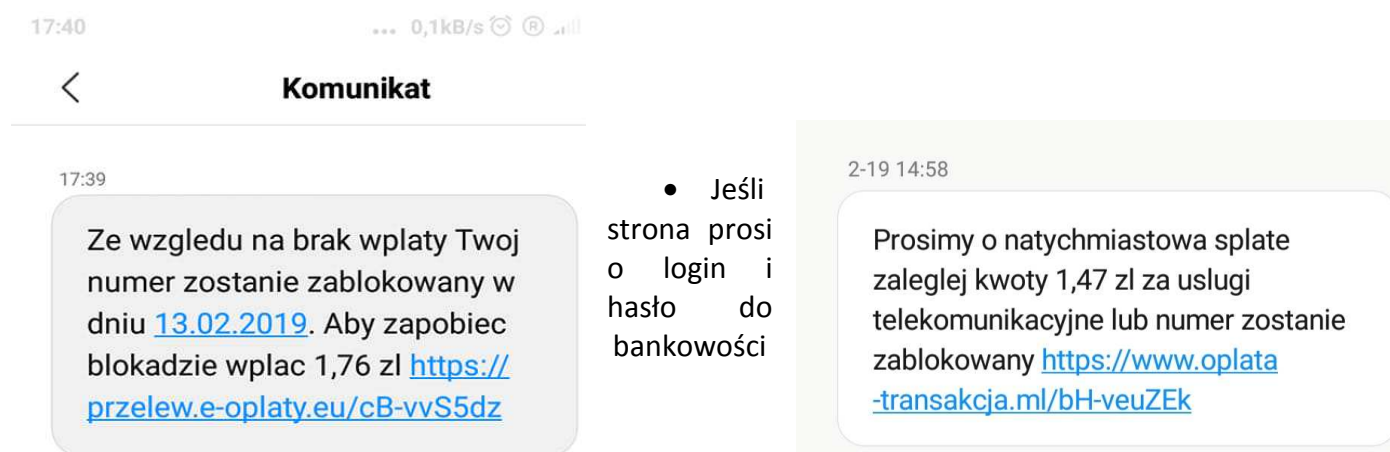 17:40
... 0,1kB/s ® 
Komunikat
17:39
Ze wzgledu na brak wplaty Twoj
numer zostanie zablokowany w
dniu 13.02.2019. Aby zapobiec
blokadzie wplac 1,76 zl https://
przelew.e-oplaty.eu/cB-vvS5dz
• Jeśli
strona prosi
o login i
hasło do
bankowości
2-19 14:58
Prosimy o natychmiastowa splate
zaleglej kwoty 1,47 zl za uslugi
telekomunikacyjne lub numer zostanie
zablokowany https://www.oplata
-transakcja.ml/bH-veuZEk